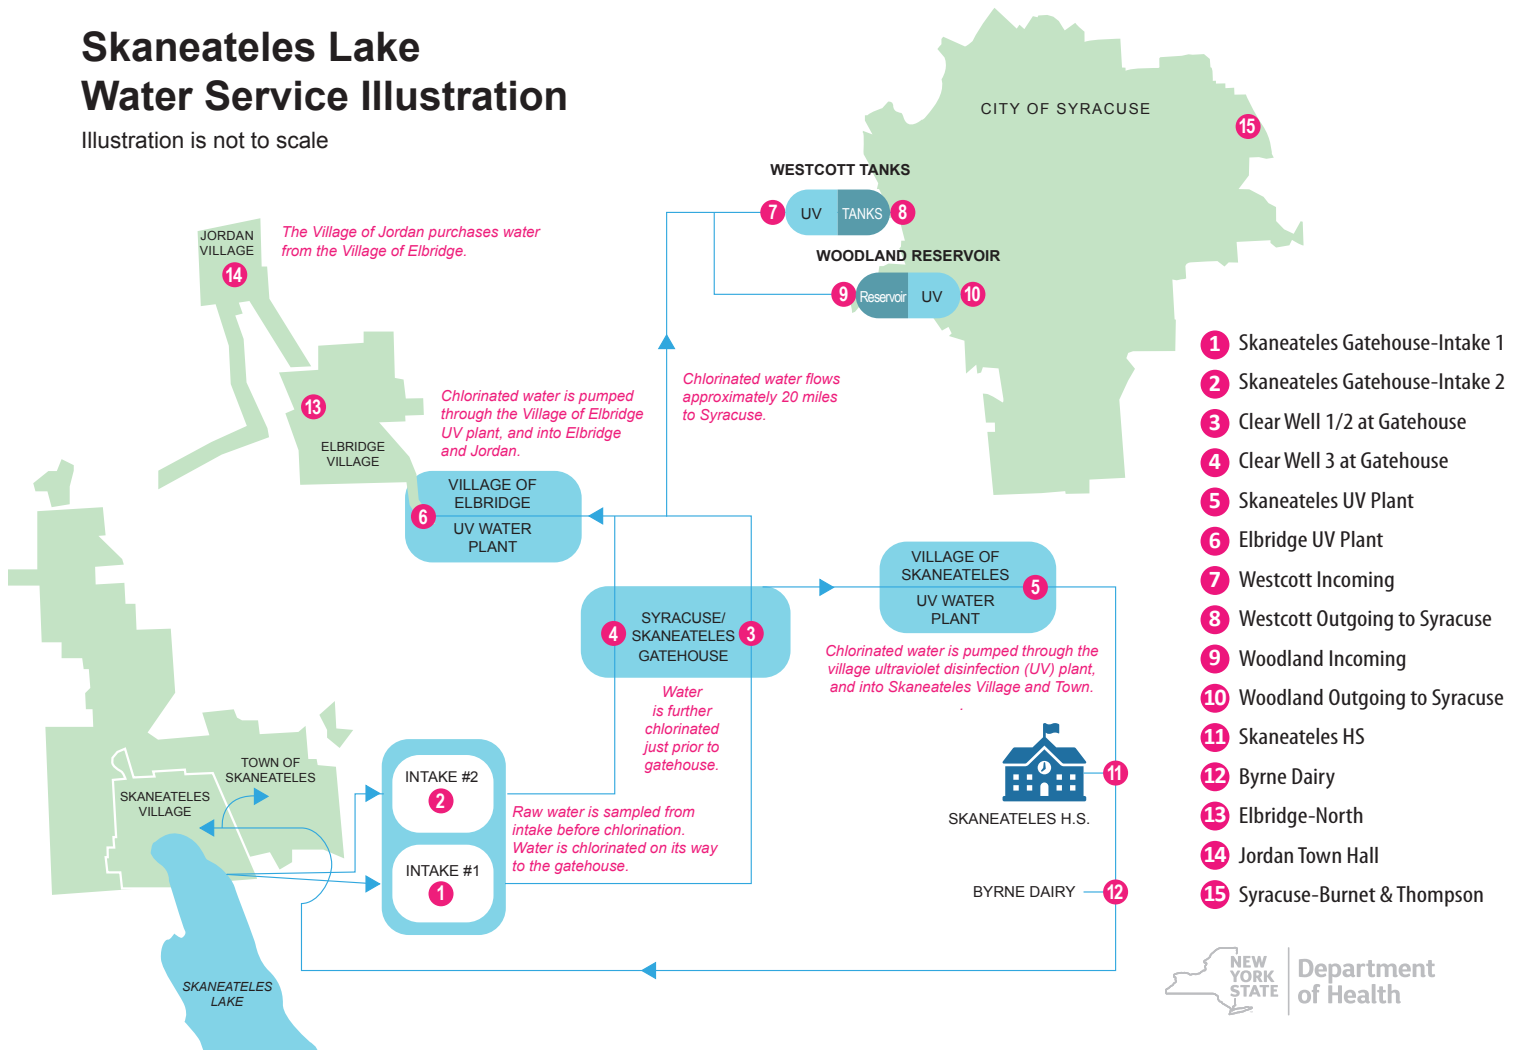 Skaneateles Lake
Water Service Illustration
Illustration is not to scale
CITY OF SYRACUSE
15
WESTCOTT TANKS
7
UV
TANKS
8
WOODLAND RESERVOIR
9
Reservoir
UV
10
JORDAN
VILLAGE
14
The Village of Jordan purchases water
from the Village of Elbridge.
13
ELBRIDGE
VILLAGE
Chlorinated water is pumped
through the Village of Elbridge
UV plant, and into Elbridge
and Jordan.
Chlorinated water flows
approximately 20 miles
to Syracuse.
VILLAGE OF
ELBRIDGE
6
UV WATER
PLANT
VILLAGE OF
SKANEATELES
5
UV WATER
PLANT
SYRACUSE/
SKANEATELES
GATEHOUSE
4
3
Chlorinated water is pumped through the
village ultraviolet disinfection (UV) plant,
and into Skaneateles Village and Town.
.
Water
is further
chlorinated
just prior to
gatehouse.
TOWN OF
SKANEATELES
SKANEATELES
VILLAGE
INTAKE #2
2
INTAKE #1
1
Raw water is sampled from
intake before chlorination.
Water is chlorinated on its way
to the gatehouse.
11
SKANEATELES H.S.
BYRNE DAIRY
12
SKANEATELES
LAKE
1 Skaneateles Gatehouse-Intake 1
2 Skaneateles Gatehouse-Intake 2
3 Clear Well 1/2 at Gatehouse
4 Clear Well 3 at Gatehouse
5 Skaneateles UV Plant
6 Elbridge UV Plant
7 Westcott Incoming
8 Westcott Outgoing to Syracuse
9 Woodland Incoming
10 Woodland Outgoing to Syracuse
11 Skaneateles HS
12 Byrne Dairy
13 Elbridge-North
14 Jordan Town Hall
15 Syracuse-Burnet & Thompson
NEW
YORK
STATE
Department
of Health